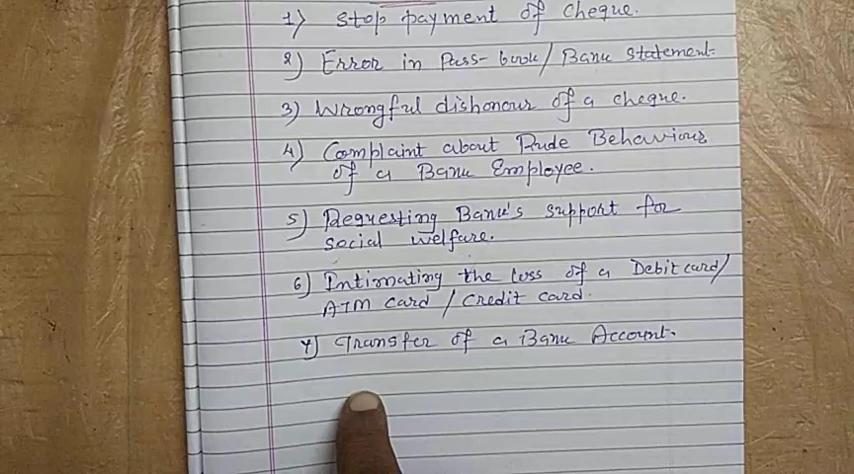 1) Stop payment of cheque.
2) Error in Pass-book/Bank Statement.
3) Wrongful dishonour of a cheque.
4) Complaint about Rude Behaviour
of a Bank Employee.
5) Requesting Bank's support for
social welfare.
6) Intimating the loss of a Debit card/
ATM card / Credit card.
7) Transfer of a Bank Account.